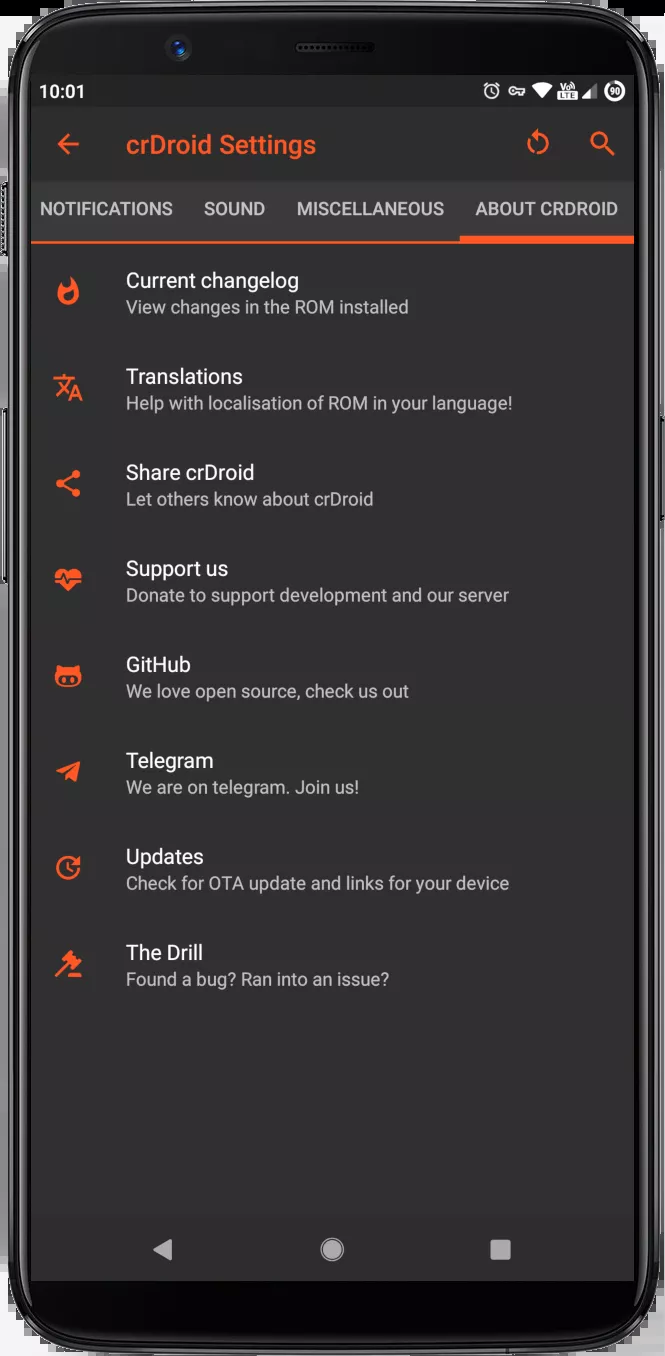 10:01
Vo))
LTE
90
crDroid Settings
NOTIFICATIONS SOUND MISCELLANEOUS ABOUT CRDROID
Current changelog
View changes in the ROM installed
Translations
Help with localisation of ROM in your language!
Share crDroid
Let others know about crDroid
Support us
Donate to support development and our server
GitHub
We love open source, check us out
Telegram
We are on telegram. Join us!
Updates
Check for OTA update and links for your device
The Drill
Found a bug? Ran into an issue?